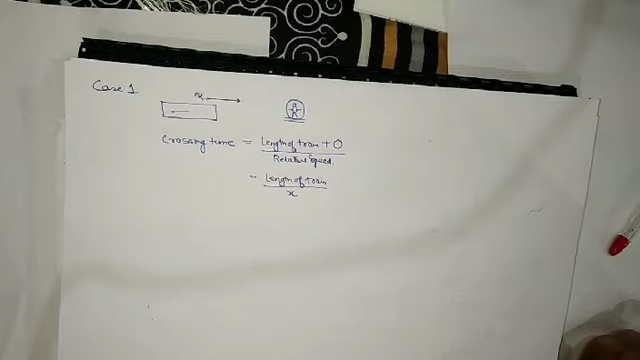 Case 1
x
Crossing time = Length of train + 0
Relative speed.
= Length of train
x